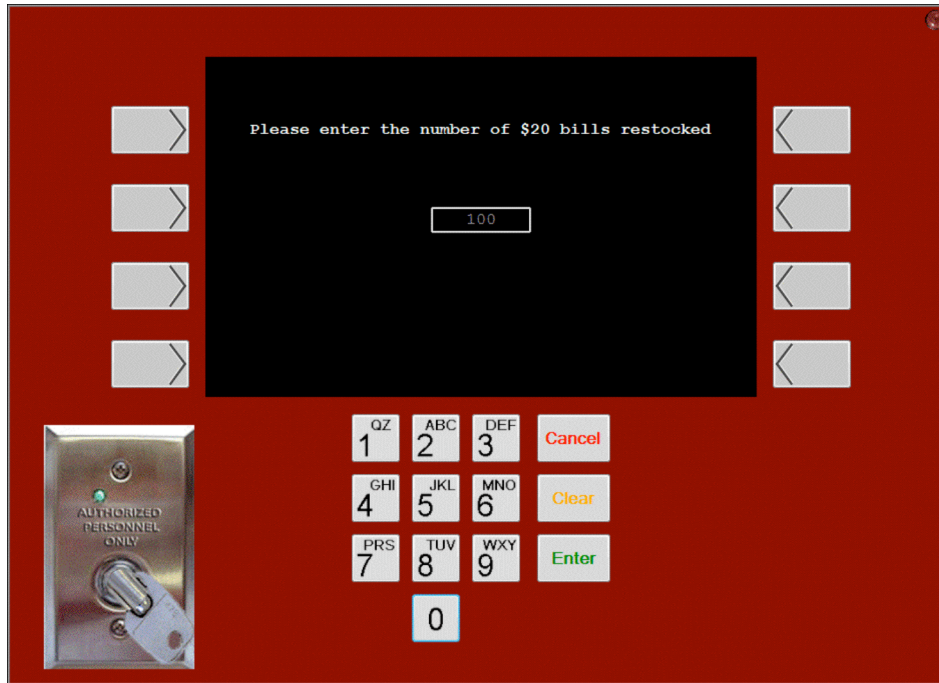 Please enter the number of $20 bills restocked
100
QZ ABC DEF
1 2 3 Cancel
GHI JKL MNO
4 5 6 Clear
PRS TUV WXY
7 8 9 Enter
0
AUTHORIZED
PERSONNEL
ONLY